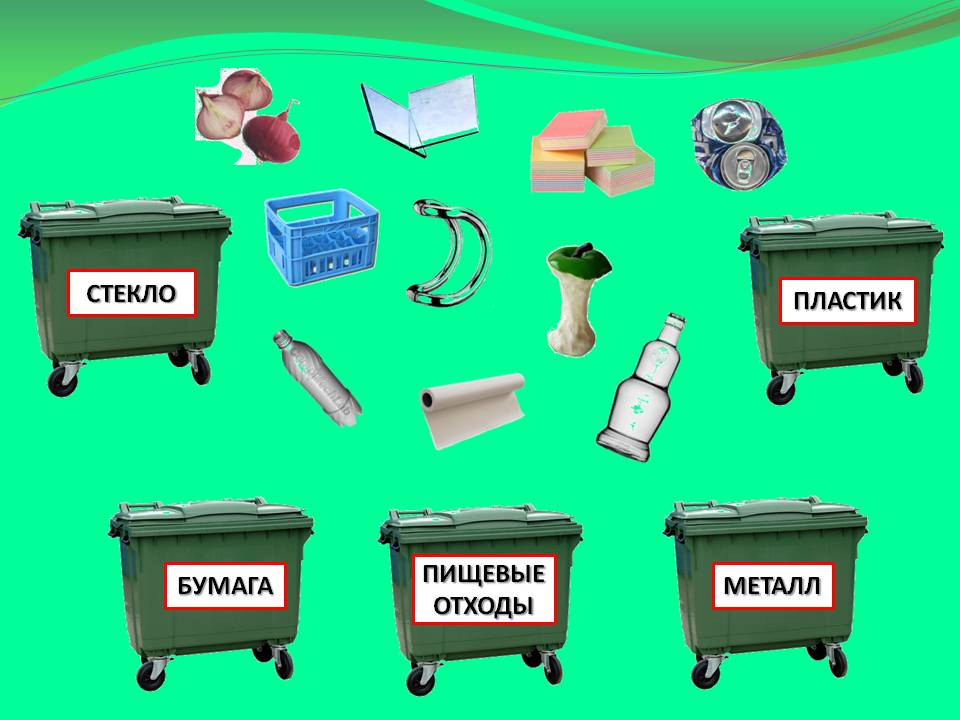 СТЕКЛО
ПЛАСТИК
БУМАГА
ПИЩЕВЫЕ
ОТХОДЫ
МЕТАЛЛ